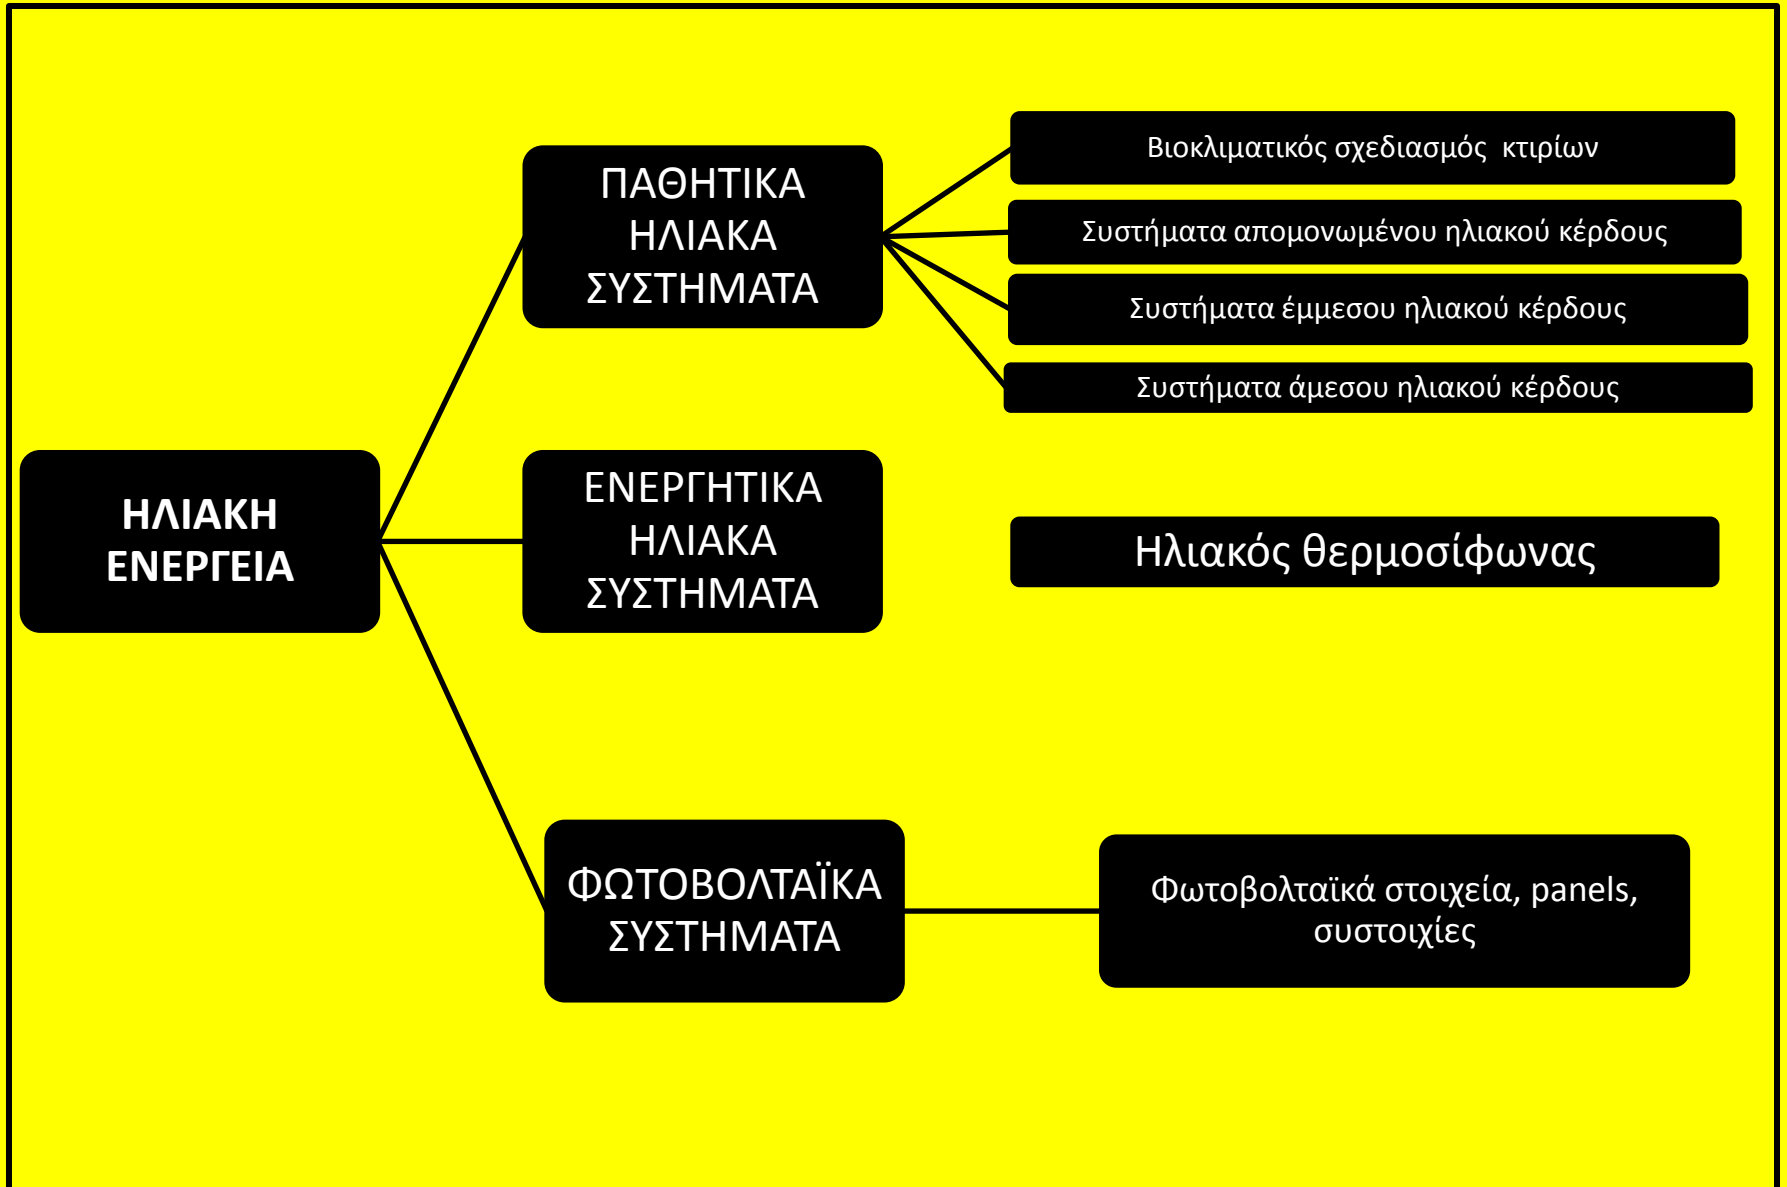 ΗΛΙΑΚΗ
ΕΝΕΡΓΕΙΑ
ΠΑΘΗΤΙΚΑ
ΗΛΙΑΚΑ
ΣΥΣΤΗΜΑΤΑ
Βιοκλιματικός σχεδιασμός κτιρίων
Συστήματα απομονωμένου ηλιακού κέρδους
Συστήματα έμμεσου ηλιακού κέρδους
Συστήματα άμεσου ηλιακού κέρδους
ΕΝΕΡΓΗΤΙΚΑ
ΗΛΙΑΚΑ
ΣΥΣΤΗΜΑΤΑ
Ηλιακός θερμοσίφωνας
ΦΩΤΟΒΟΛΤΑΪΚΑ
ΣΥΣΤΗΜΑΤΑ
Φωτοβολταϊκά στοιχεία, panels,
συστοιχίες